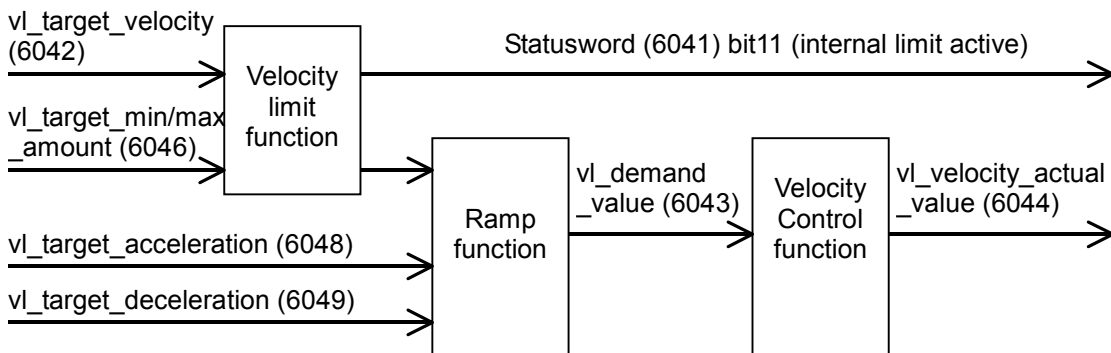 vl_target_velocity
(6042)
Velocity
limit
function
Statusword (6041) bit11 (internal limit active)
vl_target_min/max
_amount (6046)
vl_target_acceleration (6048)
vl_target_deceleration (6049)
Ramp
function
vl_demand
_value (6043)
Velocity
Control
function
vl_velocity_actual
_value (6044)